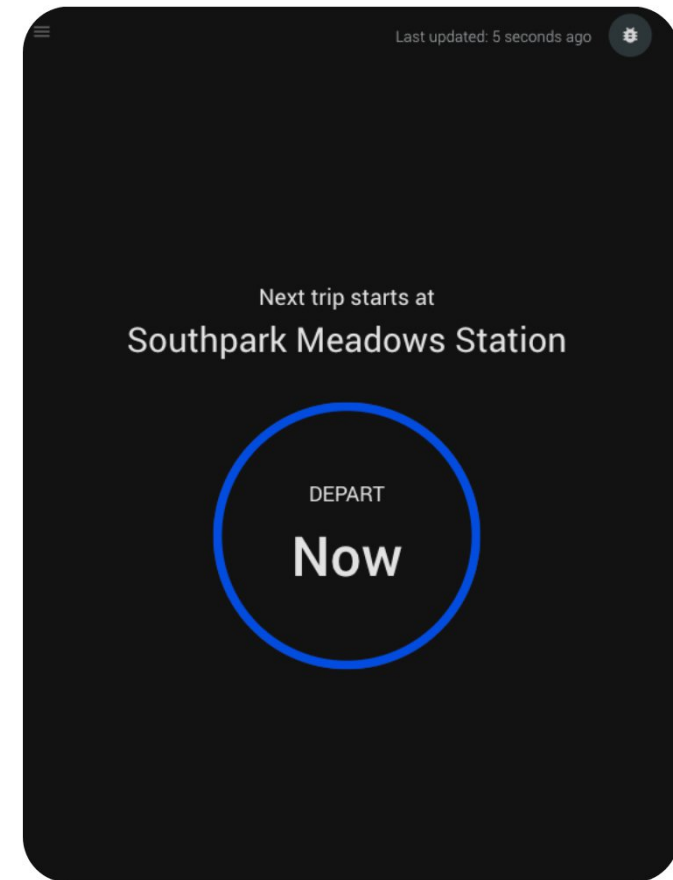 Last updated: 5 seconds ago
Next trip starts at
Southpark Meadows Station
DEPART
Now